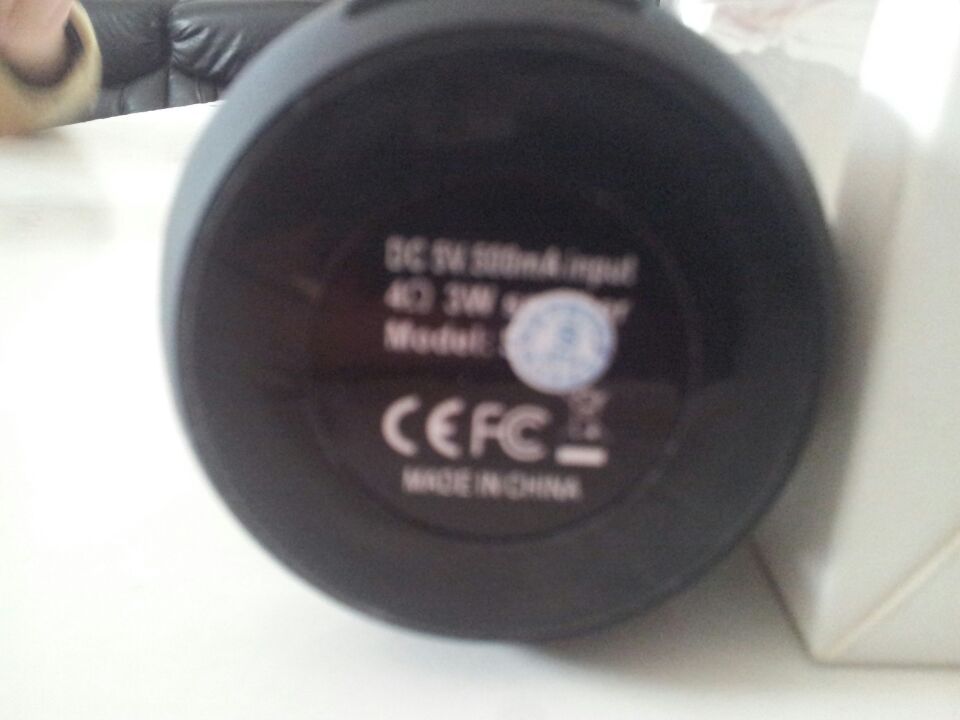 DC 5V 500mA input
4Ω 3W
Model:
CE FC
MADE IN CHINA